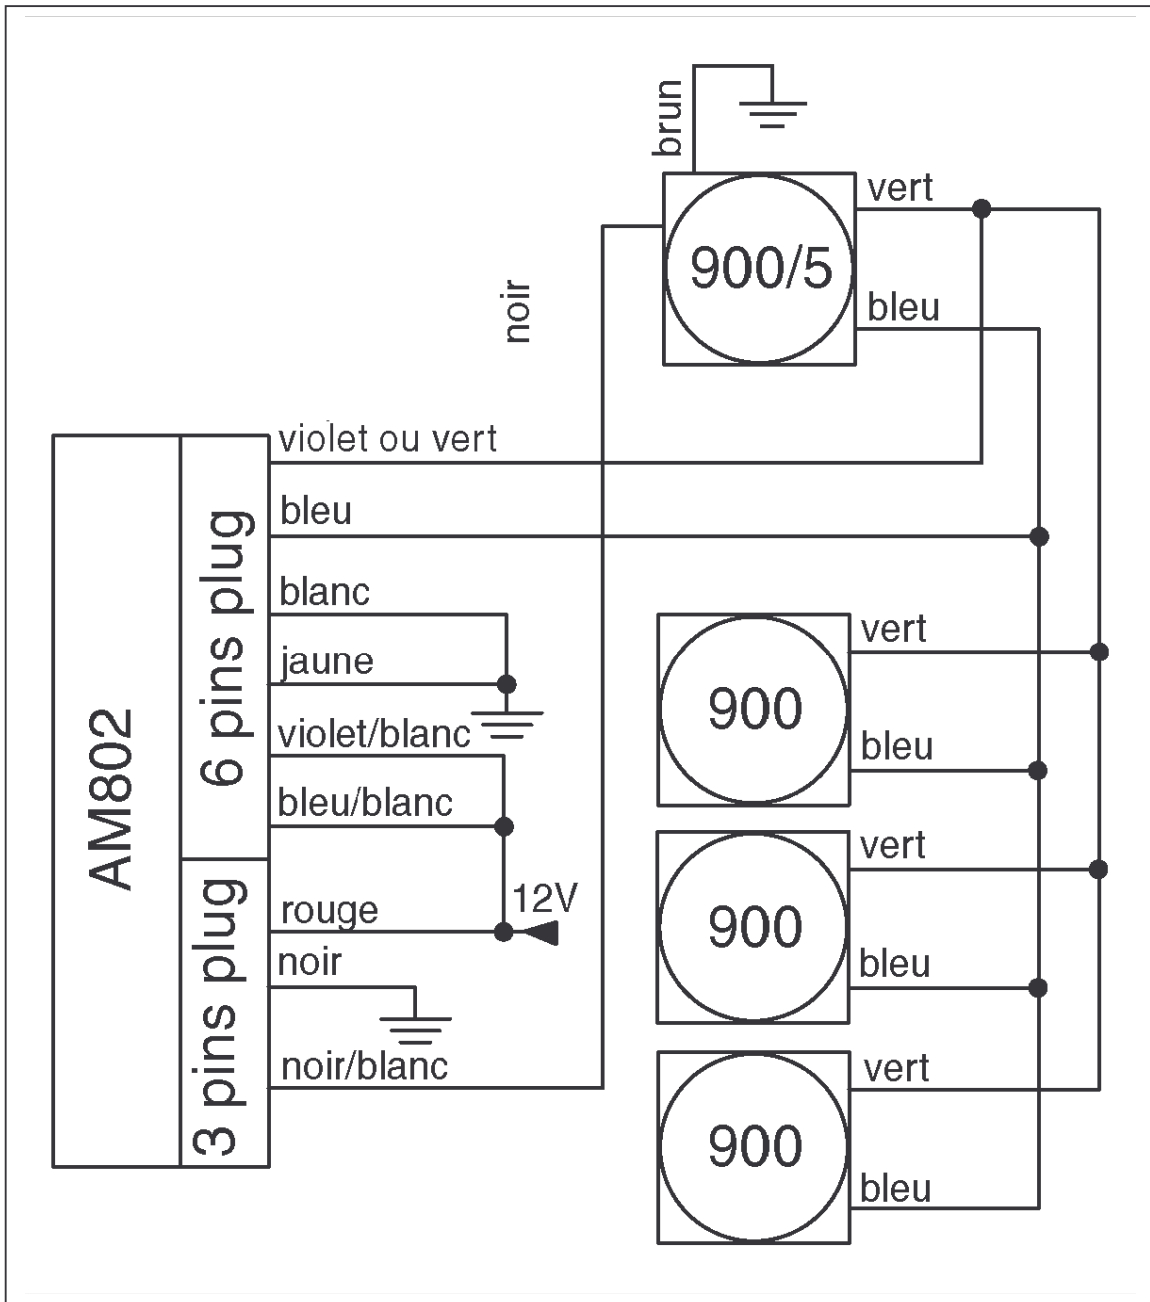 brun
vert
900/5
bleu
noir
violet ou vert
bleu
blanc
jaune
violet/blanc
bleu/blanc
rouge
12V
noir
noir/blanc
AM802
6 pins plug
3 pins plug
vert
900
bleu
vert
900
bleu
vert
900
bleu